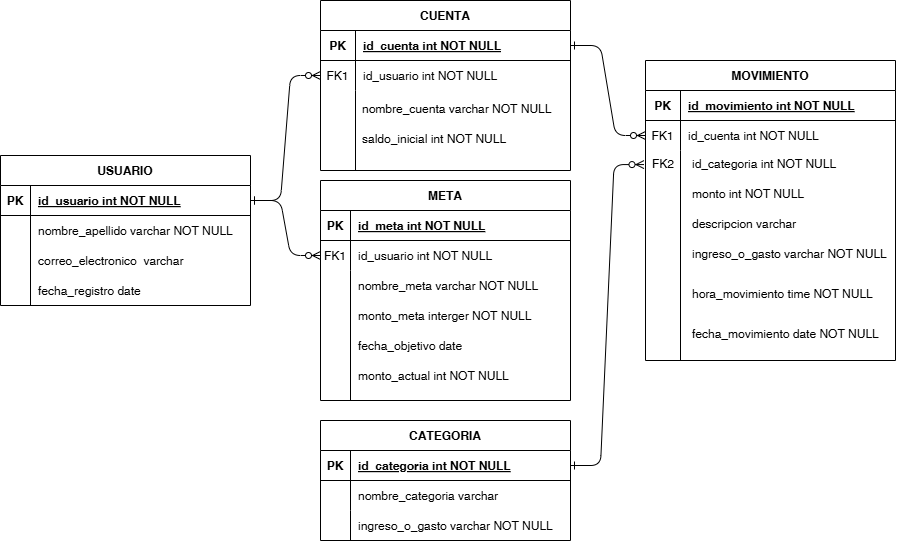 USUARIO
PK id_usuario int NOT NULL
nombre_apellido varchar NOT NULL
correo_electronico varchar
fecha_registro date
CUENTA
PK id_cuenta int NOT NULL
FK1 id_usuario int NOT NULL
nombre_cuenta varchar NOT NULL
saldo_inicial int NOT NULL
META
PK id_meta int NOT NULL
FK1 id_usuario int NOT NULL
nombre_meta varchar NOT NULL
monto_meta interger NOT NULL
fecha_objetivo date
monto_actual int NOT NULL
CATEGORIA
PK id_categoria int NOT NULL
nombre_categoria varchar
ingreso_o_gasto varchar NOT NULL
MOVIMIENTO
PK id_movimiento int NOT NULL
FK1 id_cuenta int NOT NULL
FK2 id_categoria int NOT NULL
monto int NOT NULL
descripcion varchar
ingreso_o_gasto varchar NOT NULL
hora_movimiento time NOT NULL
fecha_movimiento date NOT NULL